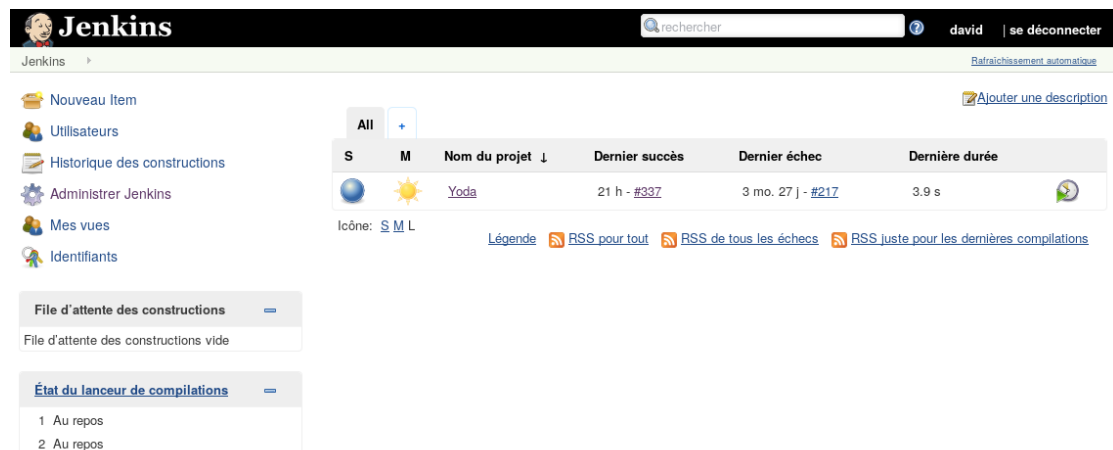 Jenkins
rechercher
david | se déconnecter
Jenkins
Rafraîchissement automatique
Nouveau Item
Utilisateurs
Historique des constructions
Administrer Jenkins
Mes vues
Identifiants
File d'attente des constructions
File d'attente des constructions vide
État du lanceur de compilations
1 Au repos
2 Au repos
Ajouter une description
All +
S M Nom du projet ↓ Dernier succès Dernier échec Dernière durée
Yoda 21 h - #337 3 mo. 27 j - #217 3.9 s
Icône: S M L
Légende RSS pour tout RSS de tous les échecs RSS juste pour les dernières compilations